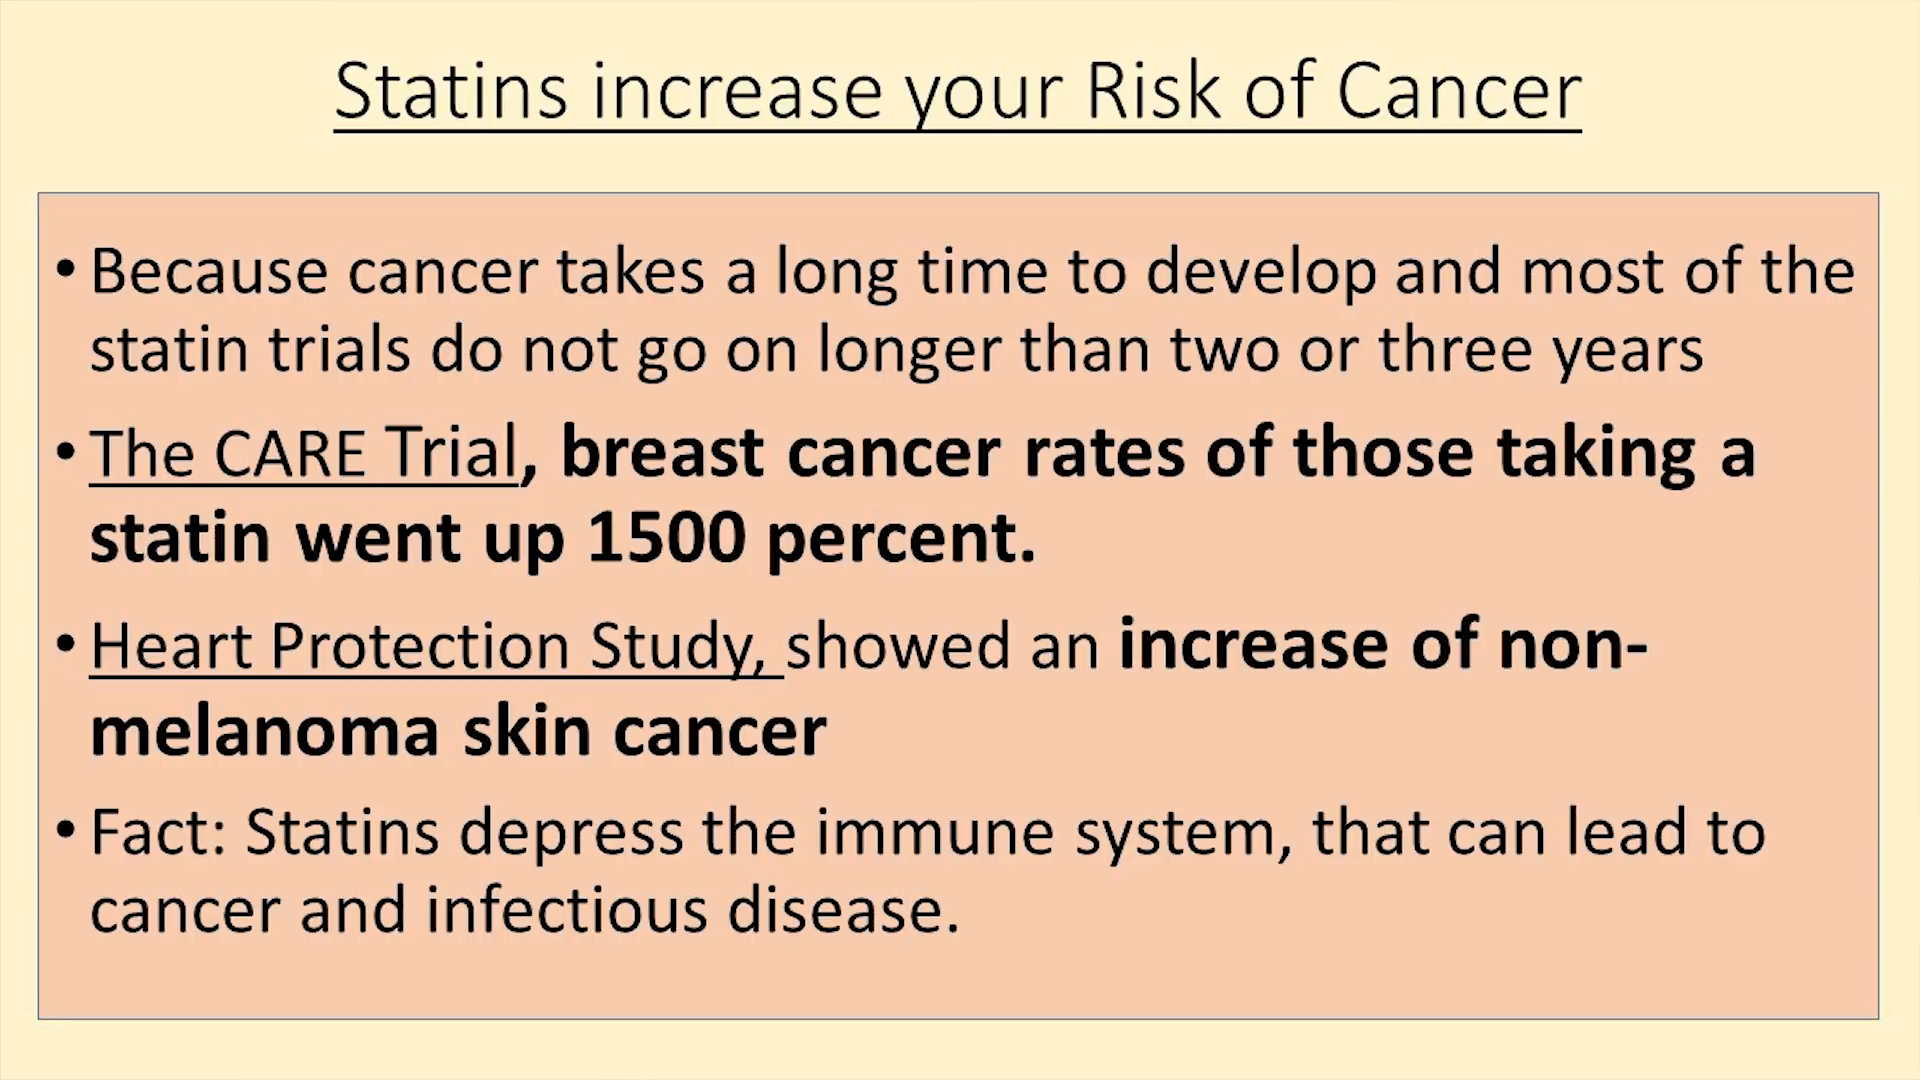 Statins increase your Risk of Cancer
• Because cancer takes a long time to develop and most of the
statin trials do not go on longer than two or three years
• The CARE Trial, breast cancer rates of those taking a
statin went up 1500 percent.
• Heart Protection Study, showed an increase of non-
melanoma skin cancer
• Fact: Statins depress the immune system, that can lead to
cancer and infectious disease.